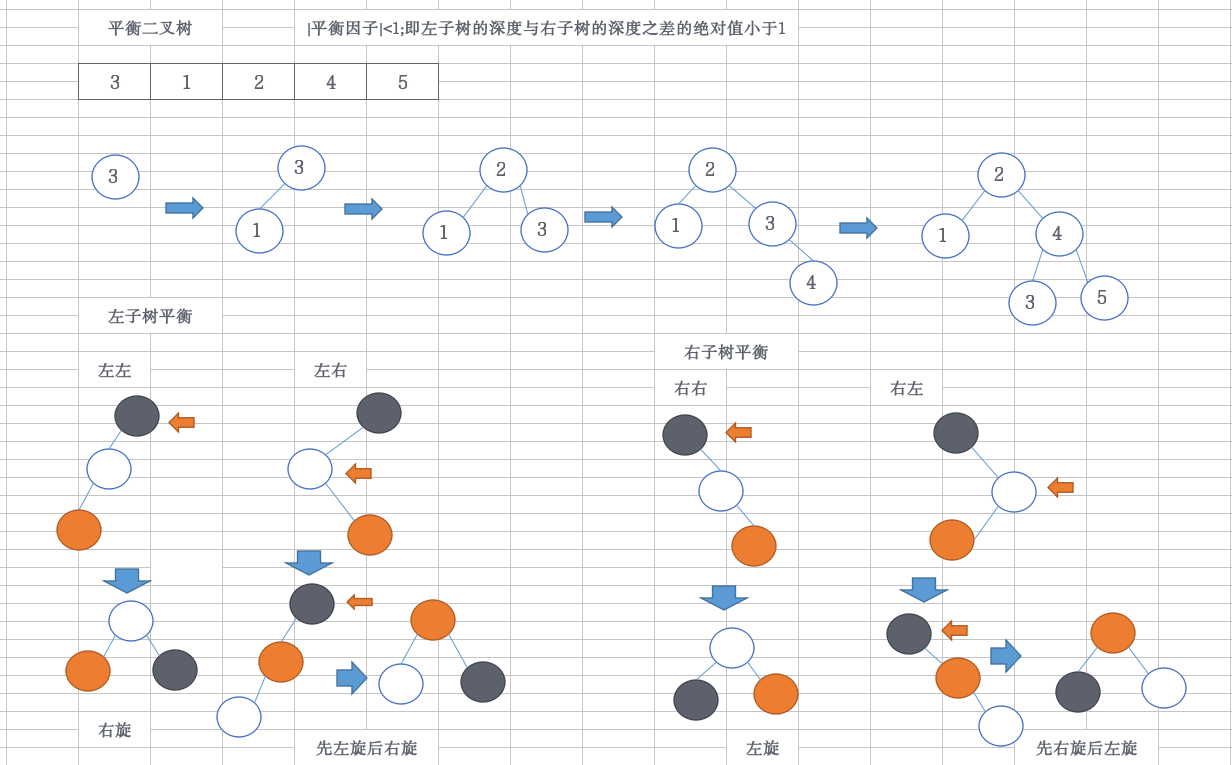 平衡二叉树
|平衡因子|<1;即左子树的深度与右子树的深度之差的绝对值小于1
3 1 2 4 5
3
3
1
2
1
3
2
1
3
4
2
1
4
3
5
左子树平衡
右子树平衡
左左
左右
右右
右左
右旋
先左旋后右旋
左旋
先右旋后左旋